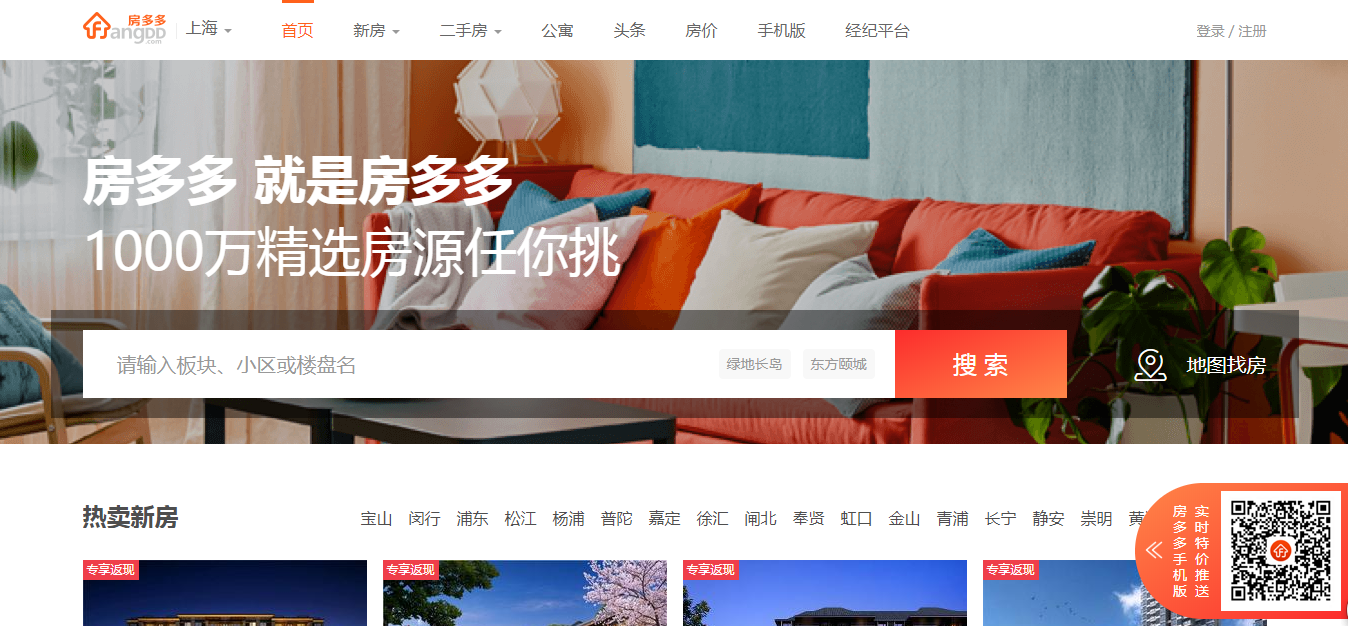 房多多
angDD
.com
上海
首页 新房 二手房 公寓 头条 房价 手机版 经纪平台
登录 / 注册
房多多 就是房多多
1000万精选房源任你挑
请输入板块、小区或楼盘名
绿地长岛 东方颐城
搜 索
地图找房
热卖新房
宝山 闵行 浦东 松江 杨浦 普陀 嘉定 徐汇 闸北 奉贤 虹口 金山 青浦 长宁 静安 崇明 黄
实时特价推送
房多多手机版
专享返现
专享返现
专享返现
专享返现